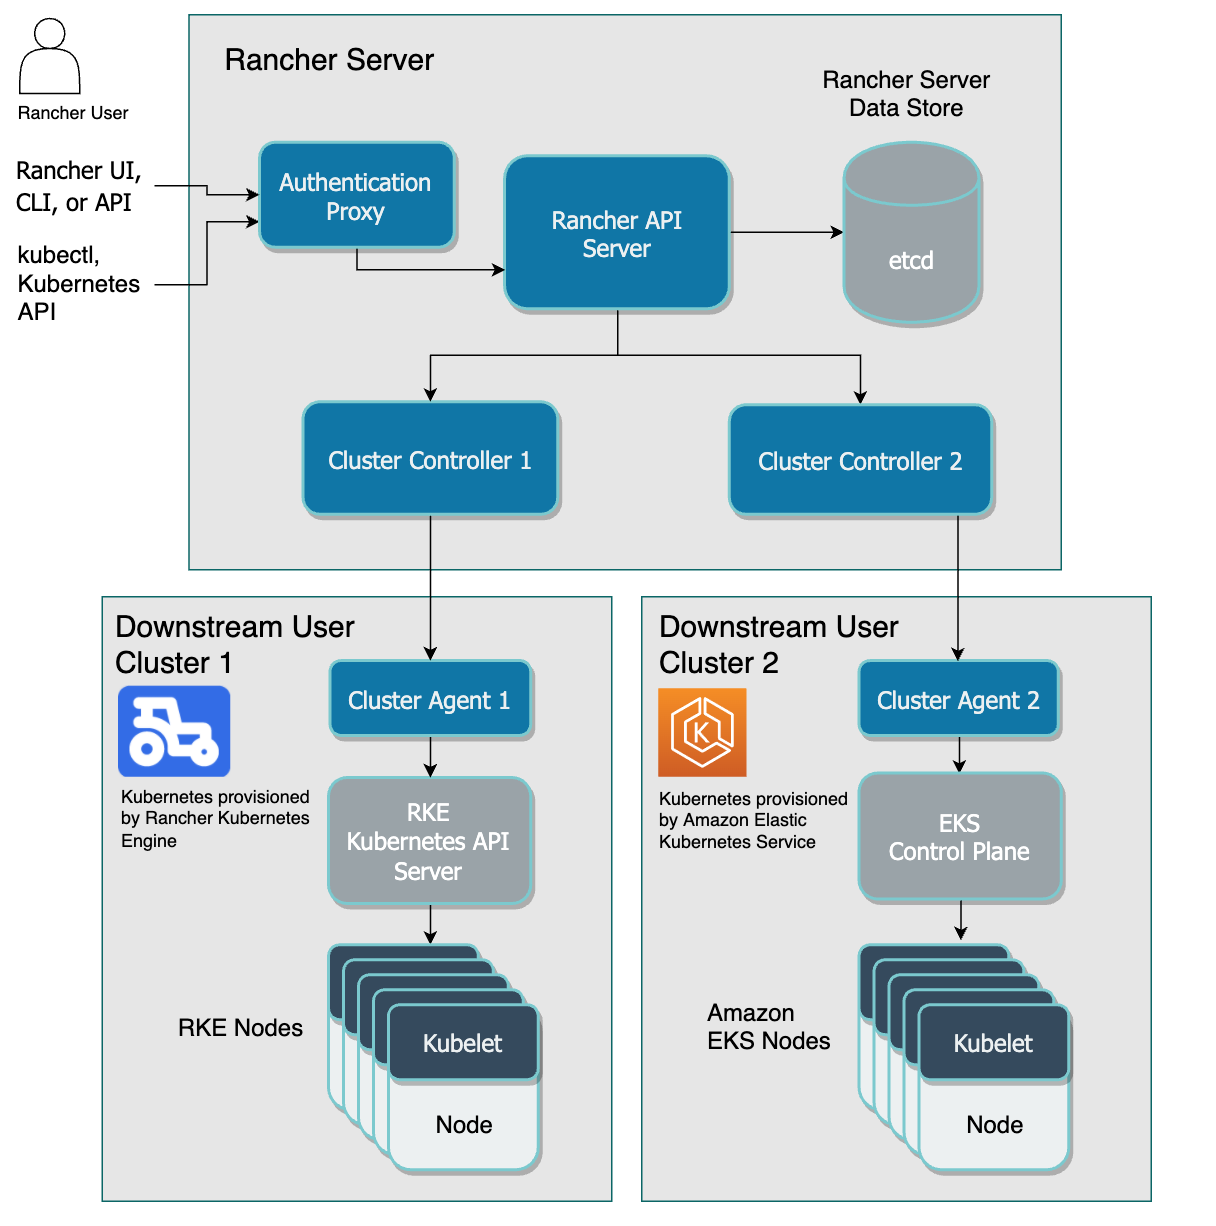 Rancher User
Rancher UI,
CLI, or API
kubectl,
Kubernetes
API
Rancher Server
Rancher Server
Data Store
Authentication
Proxy
Rancher API
Server
etcd
Cluster Controller 1
Cluster Controller 2
Downstream User
Cluster 1
Cluster Agent 1
Kubernetes provisioned
by Rancher Kubernetes
Engine
RKE
Kubernetes API
Server
RKE Nodes
Kubelet
Node
Downstream User
Cluster 2
K
Cluster Agent 2
Kubernetes provisioned
by Amazon Elastic
Kubernetes Service
EKS
Control Plane
Amazon
EKS Nodes
Kubelet
Node